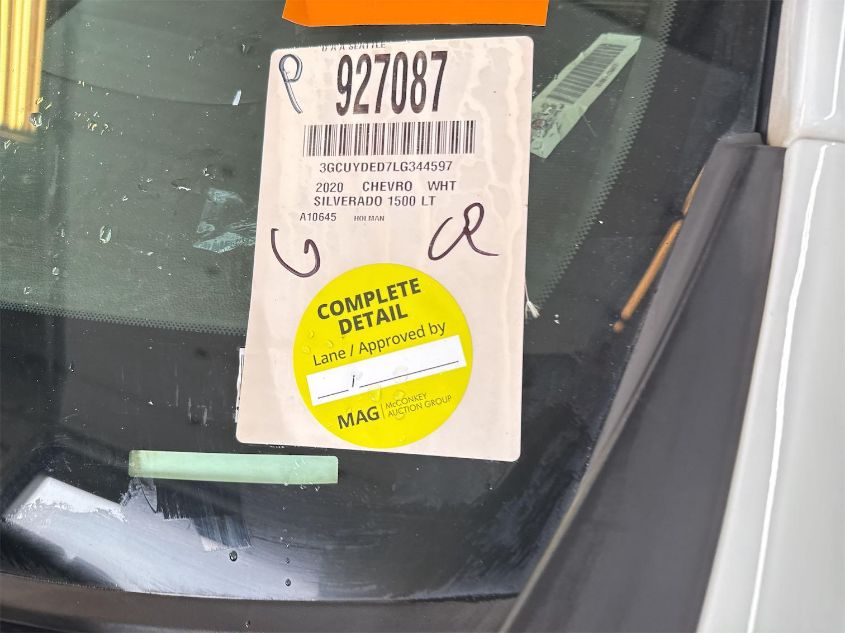 DAA SEATTLE
P
927087
3GCUYDED7LG344597
2020 CHEVRO WHT
SILVERADO 1500 LT
A10645 HOLMAN
COMPLETE
DETAIL
Lane / Approved by
MAG McCONKEY
AUCTION GROUP